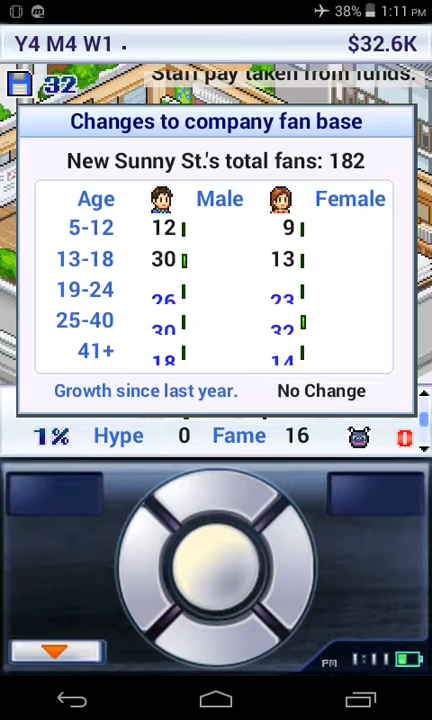 38% 1:11 PM
Y4 M4 W1 . $32.6K
32 Staff pay taken from funds.
Changes to company fan base
New Sunny St.'s total fans: 182
Age Male Female
5-12 12 9
13-18 30 13
19-24 26 23
25-40 30 32
41+ 18 14
Growth since last year. No Change
1% Hype 0 Fame 16 0
PM 1:11